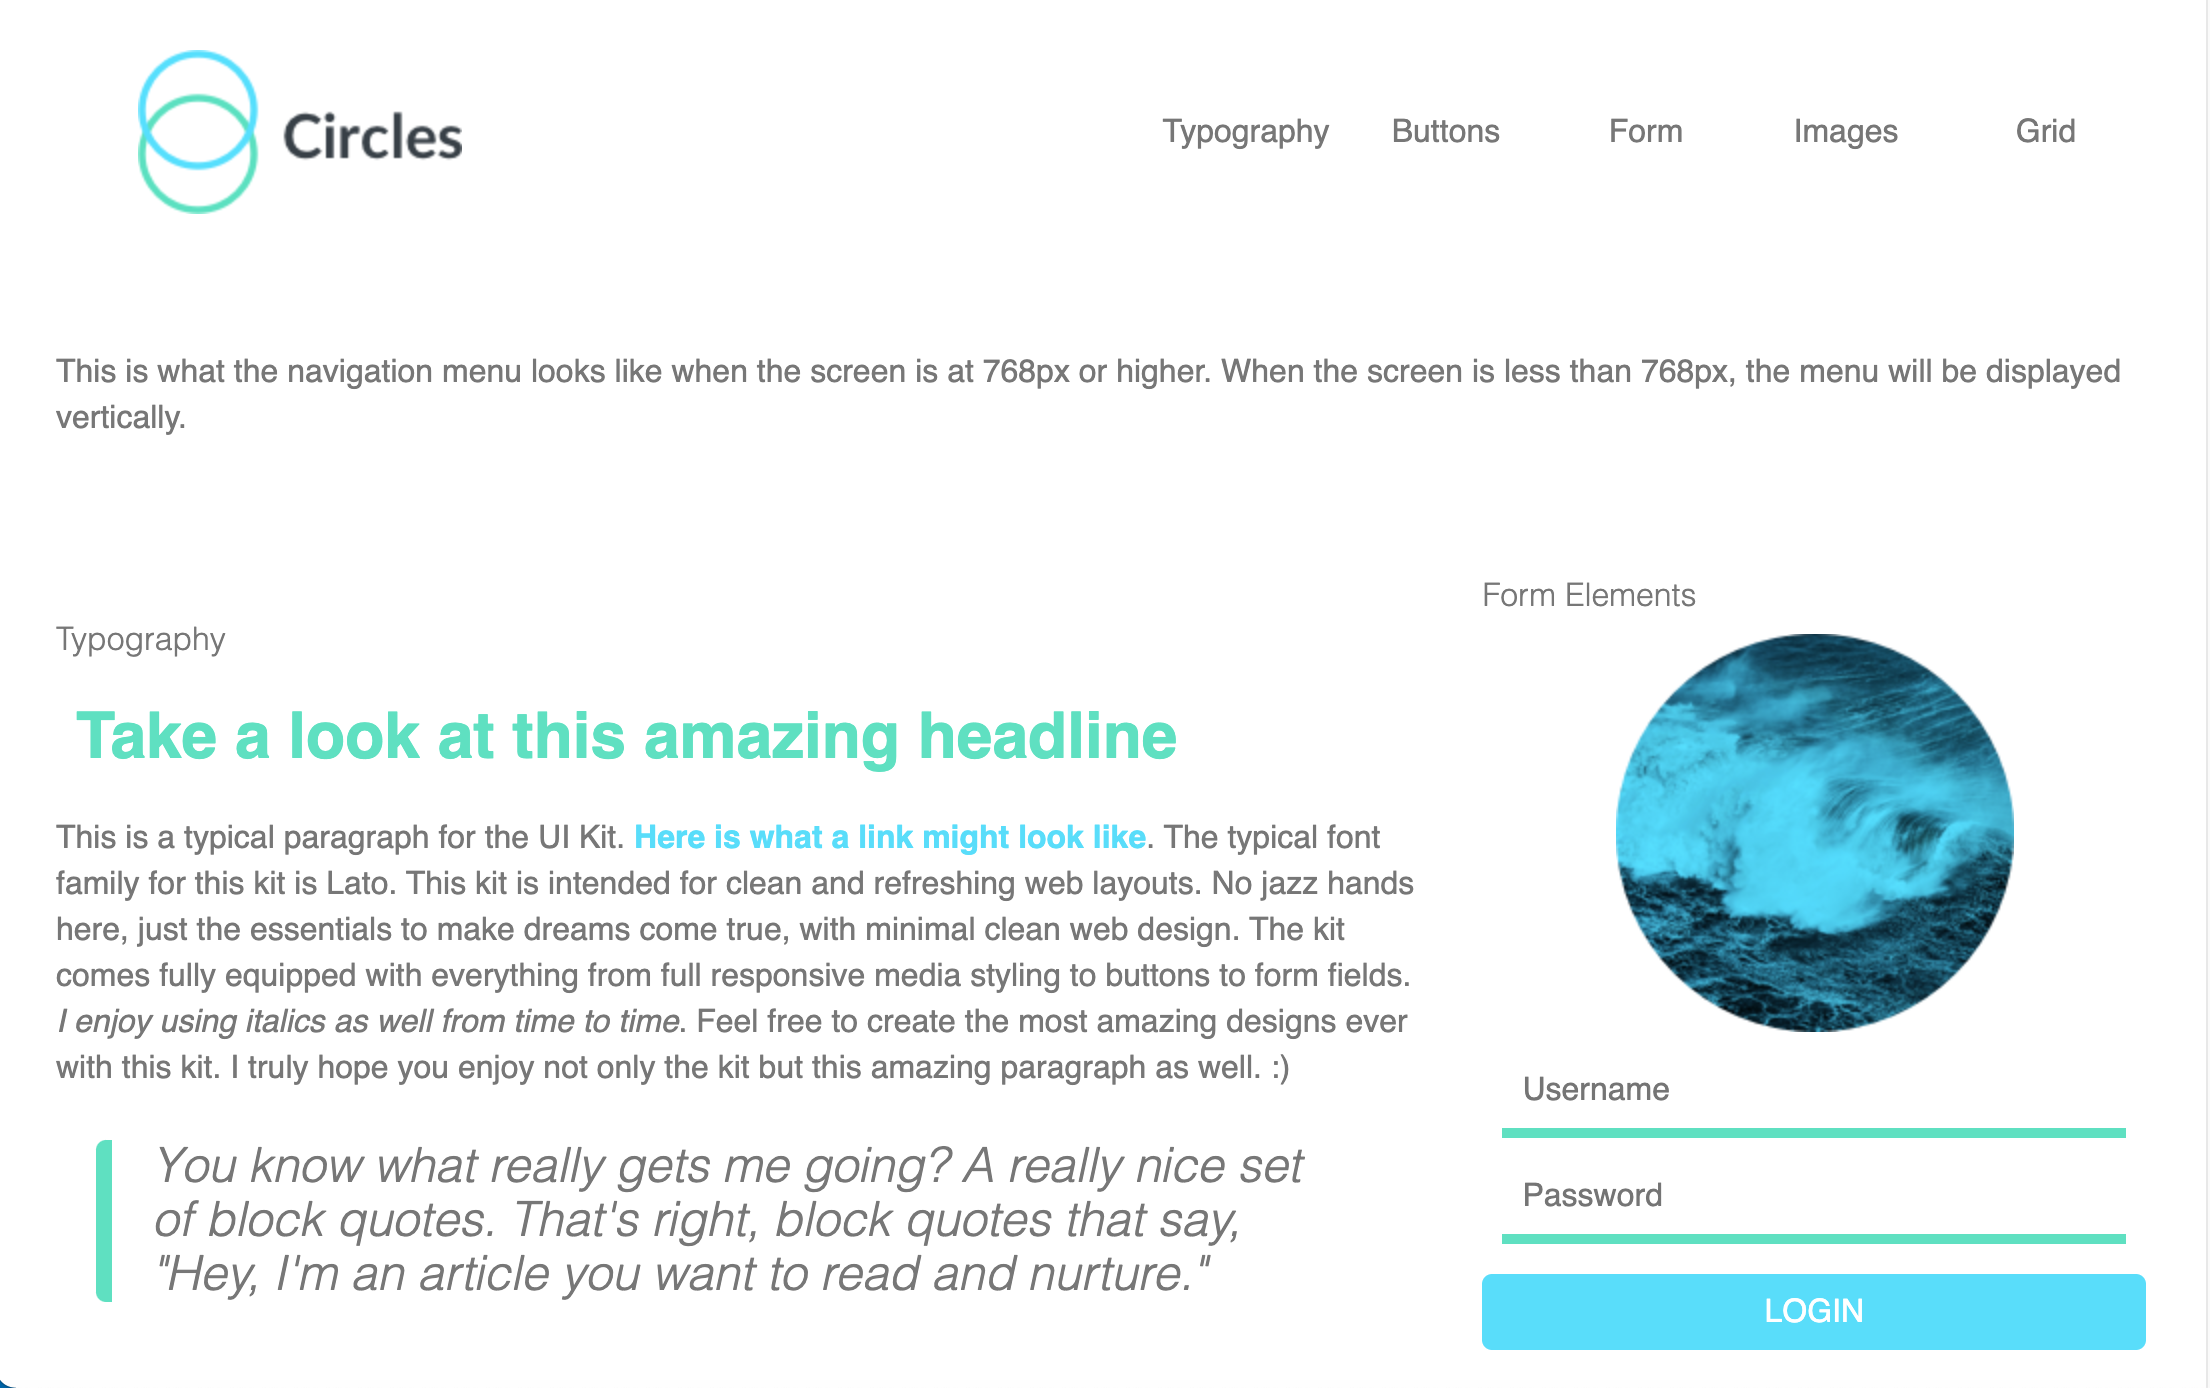 Circles
Typography Buttons Form Images Grid
This is what the navigation menu looks like when the screen is at 768px or higher. When the screen is less than 768px, the menu will be displayed
vertically.
Typography
Take a look at this amazing headline
This is a typical paragraph for the UI Kit. Here is what a link might look like. The typical font
family for this kit is Lato. This kit is intended for clean and refreshing web layouts. No jazz hands
here, just the essentials to make dreams come true, with minimal clean web design. The kit
comes fully equipped with everything from full responsive media styling to buttons to form fields.
I enjoy using italics as well from time to time. Feel free to create the most amazing designs ever
with this kit. I truly hope you enjoy not only the kit but this amazing paragraph as well. :)
You know what really gets me going? A really nice set
of block quotes. That's right, block quotes that say,
"Hey, I'm an article you want to read and nurture."
Form Elements
Username
Password
LOGIN